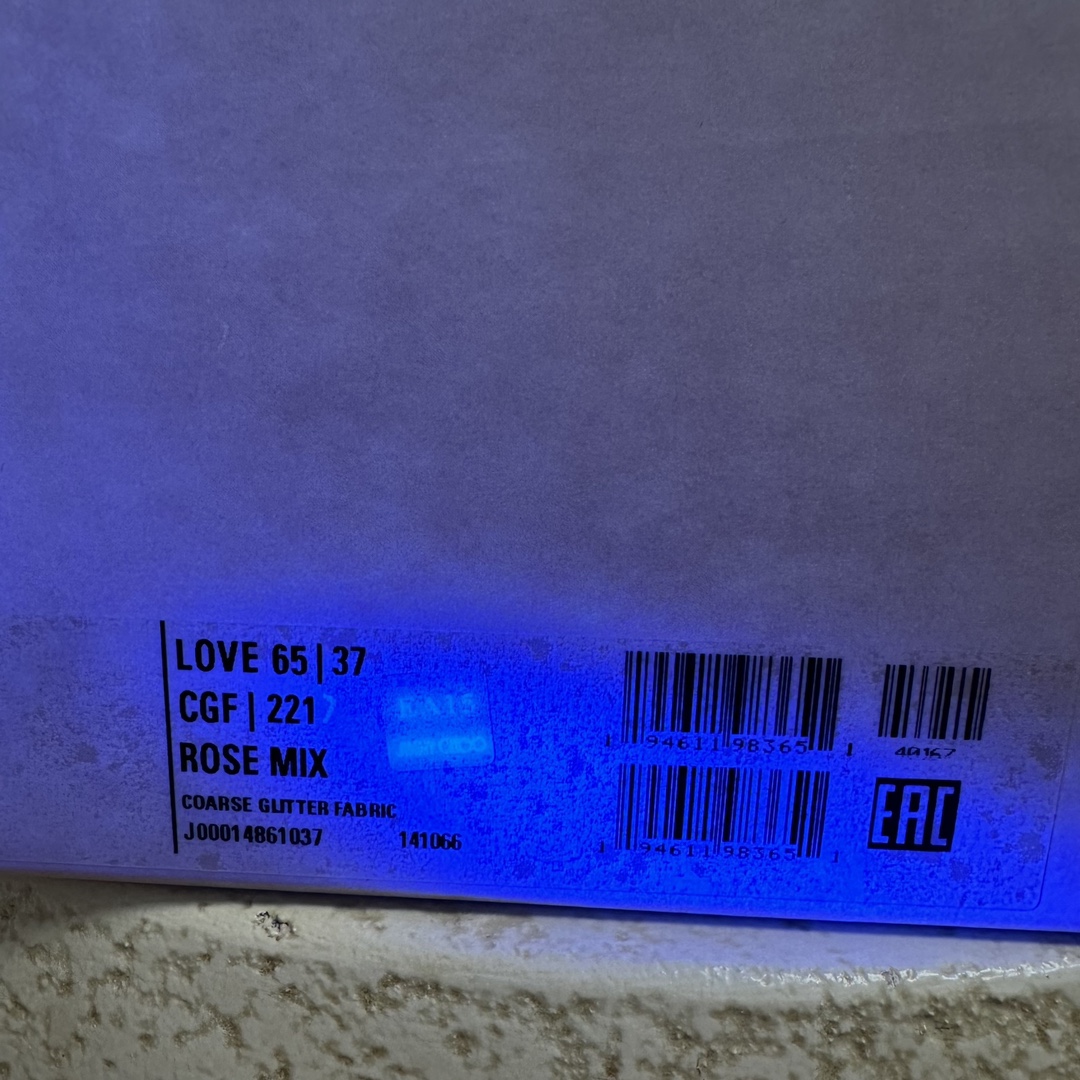 LOVE 65|37
CGF | 2217
ROSE MIX
COARSE GLITTER FABRIC
J00014861037 141066
1 94611 98365 1
40167
1 94611 98365 1
EAC